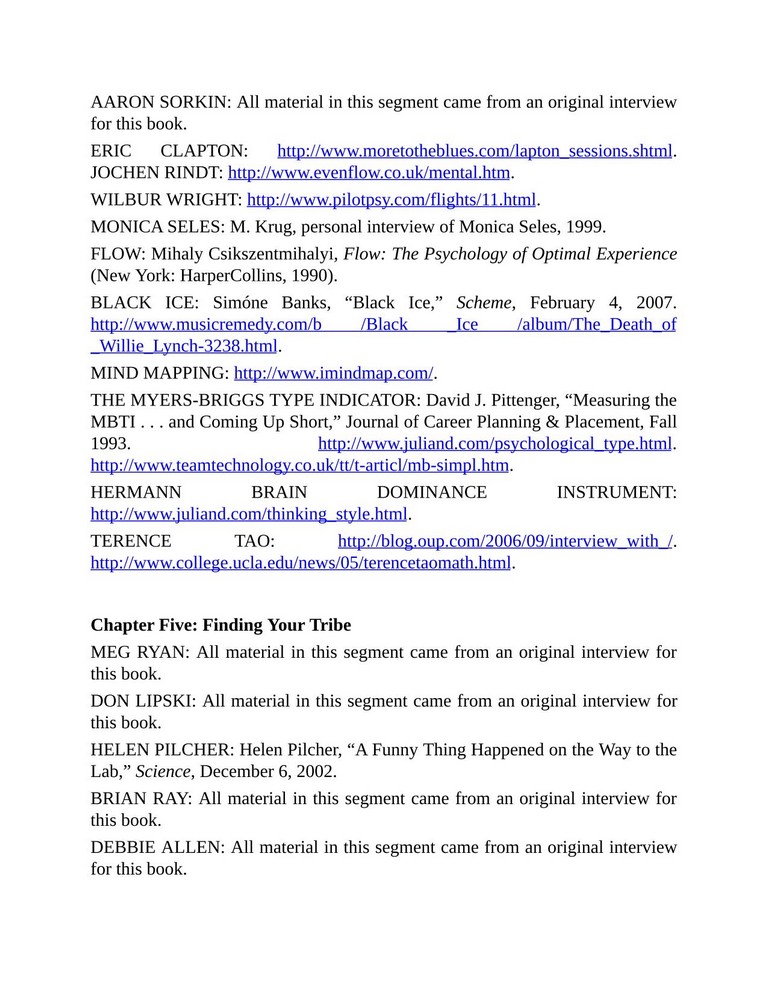 AARON SORKIN: All material in this segment came from an original interview
for this book.
ERIC CLAPTON: http://www.moretotheblues.com/lapton_sessions.shtml.
JOCHEN RINDT: http://www.evenflow.co.uk/mental.htm.
WILBUR WRIGHT: http://www.pilotpsy.com/flights/11.html.
MONICA SELES: M. Krug, personal interview of Monica Seles, 1999.
FLOW: Mihaly Csikszentmihalyi, Flow: The Psychology of Optimal Experience
(New York: HarperCollins, 1990).
BLACK ICE: Simóne Banks, “Black Ice,” Scheme, February 4, 2007.
http://www.musicremedy.com/b /Black _Ice /album/The_Death_of
_Willie_Lynch-3238.html.
MIND MAPPING: http://www.imindmap.com/.
THE MYERS-BRIGGS TYPE INDICATOR: David J. Pittenger, “Measuring the
MBTI . . . and Coming Up Short,” Journal of Career Planning & Placement, Fall
1993. http://www.juliand.com/psychological_type.html.
http://www.teamtechnology.co.uk/tt/t-articl/mb-simpl.htm.
HERMANN BRAIN DOMINANCE INSTRUMENT:
http://www.juliand.com/thinking_style.html.
TERENCE TAO: http://blog.oup.com/2006/09/interview_with_/.
http://www.college.ucla.edu/news/05/terencetaomath.html.
Chapter Five: Finding Your Tribe
MEG RYAN: All material in this segment came from an original interview for
this book.
DON LIPSKI: All material in this segment came from an original interview for
this book.
HELEN PILCHER: Helen Pilcher, “A Funny Thing Happened on the Way to the
Lab,” Science, December 6, 2002.
BRIAN RAY: All material in this segment came from an original interview for
this book.
DEBBIE ALLEN: All material in this segment came from an original interview
for this book.